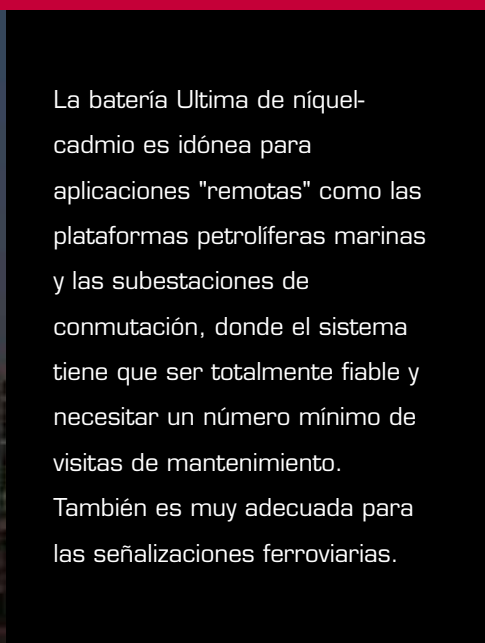 La batería Ultima de níquel-
cadmio es idónea para
aplicaciones "remotas" como las
plataformas petrolíferas marinas
y las subestaciones de
conmutación, donde el sistema
tiene que ser totalmente fiable y
necesitar un número mínimo de
visitas de mantenimiento.
También es muy adecuada para
las señalizaciones ferroviarias.